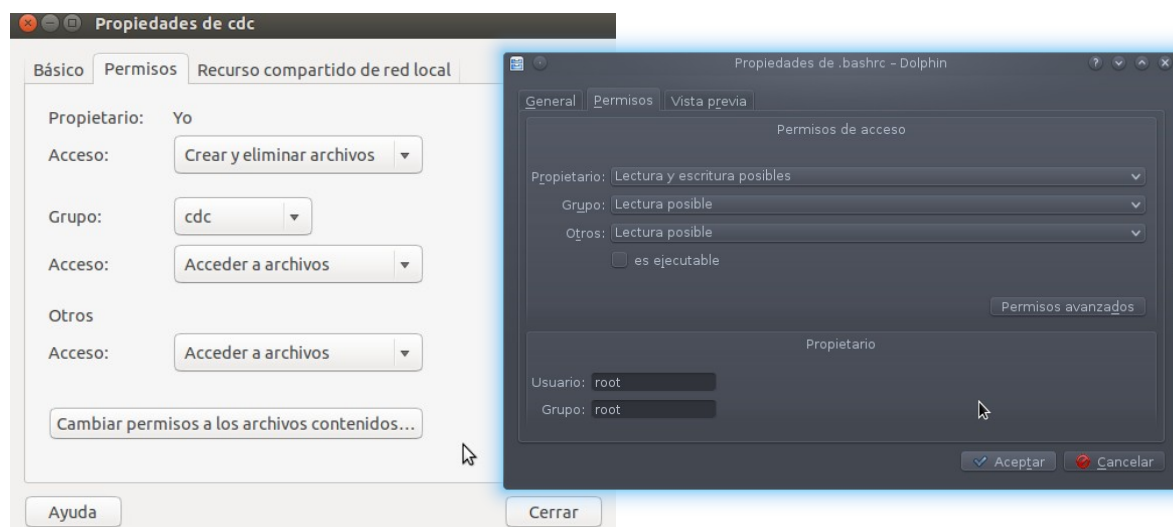 Propiedades de cdc
Básico Permisos Recurso compartido de red local
Propietario: Yo
Acceso: Crear y eliminar archivos
Grupo: cdc
Acceso: Acceder a archivos
Otros
Acceso: Acceder a archivos
Cambiar permisos a los archivos contenidos...
Ayuda Cerrar
Propiedades de .bashrc – Dolphin
General Permisos Vista previa
Permisos de acceso
Propietario: Lectura y escritura posibles
Grupo: Lectura posible
Otros: Lectura posible
es ejecutable
Permisos avanzados
Propietario
Usuario: root
Grupo: root
Aceptar Cancelar